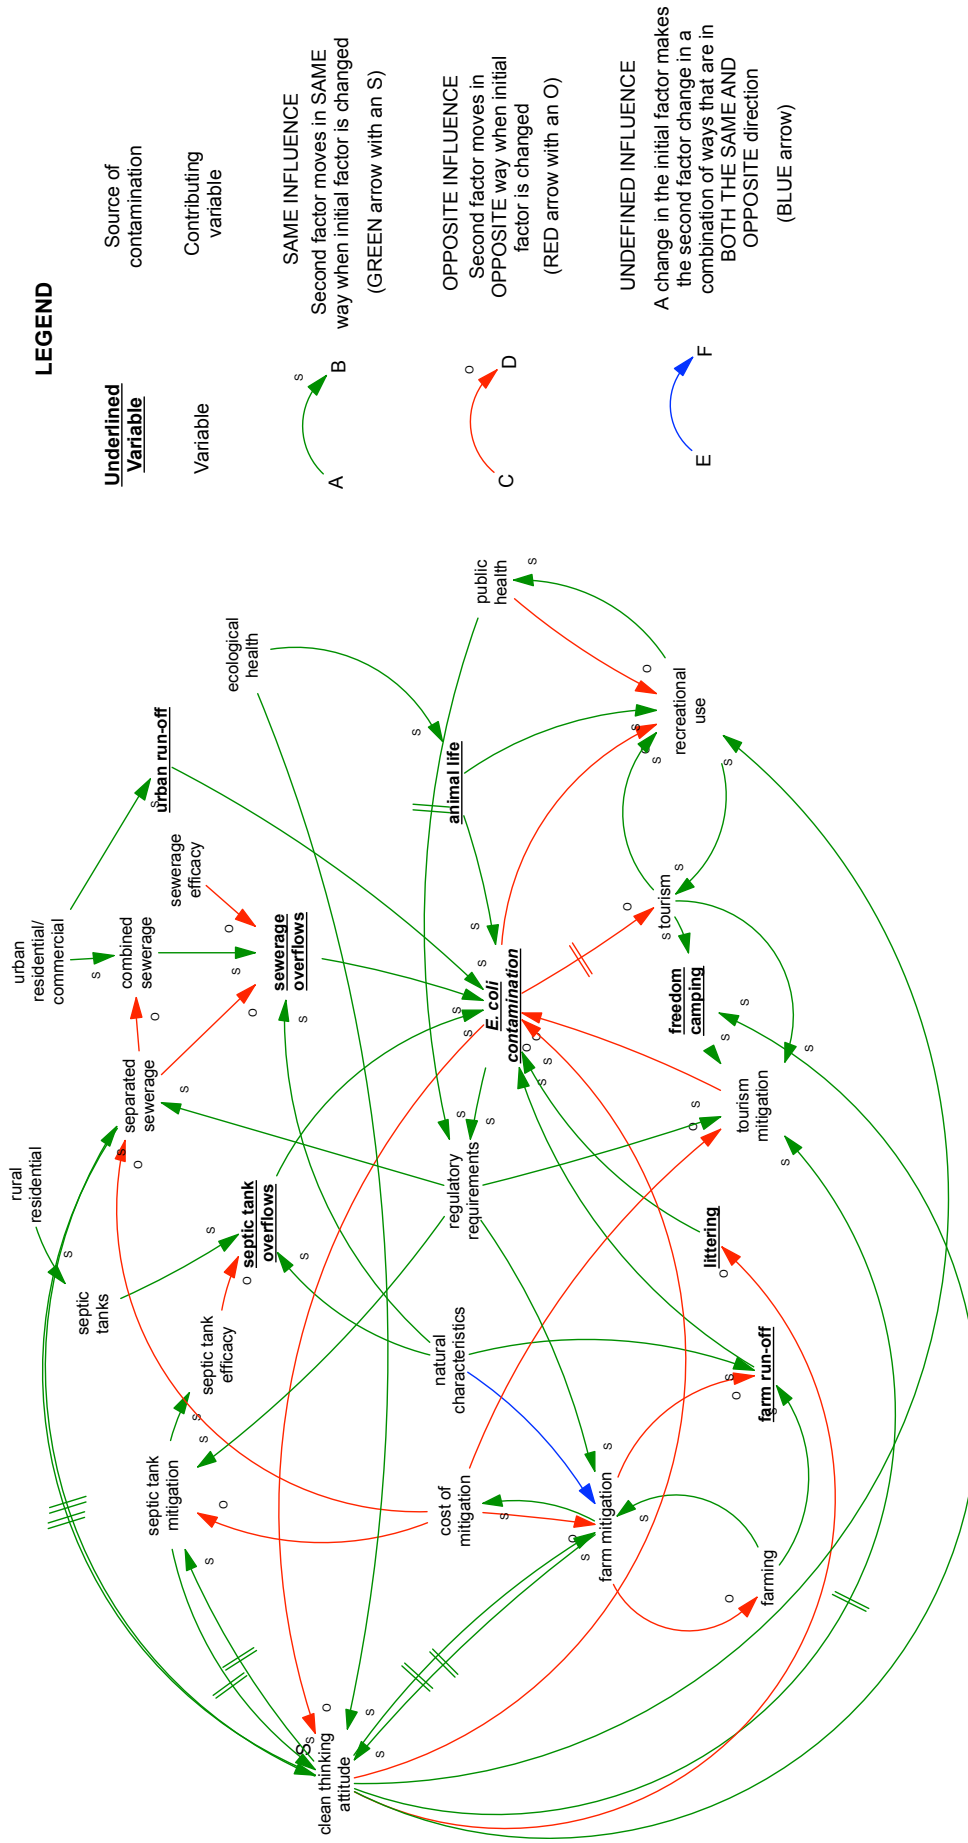 LEGEND
Underlined
Variable
Source of
contamination
Variable
Contributing
variable
A
B
s
SAME INFLUENCE
Second factor moves in SAME
way when initial factor is changed
(GREEN arrow with an S)
C
D
o
OPPOSITE INFLUENCE
Second factor moves in
OPPOSITE way when initial
factor is changed
(RED arrow with an O)
E
F
UNDEFINED INFLUENCE
A change in the initial factor makes
the second factor change in a
combination of ways that are in
BOTH THE SAME AND
OPPOSITE direction
(BLUE arrow)
urban
residential/
commercial
rural
residential
urban run-off
s
combined
sewerage
s
o
separated
sewerage
s
s
o
sewerage
efficacy
septic
tanks
s
sewerage
overflows
o
s
o
s
ecological
health
septic tank
mitigation
s
o
s
septic tank
efficacy
s
septic tank
overflows
s
o
s
clean thinking
attitude
S
s
o
s
s
natural
characteristics
cost of
mitigation
s
regulatory
requirements
s
s
E. coli
contamination
s
s
s
s
o
o
s
s
animal life
s
public
health
s
farm mitigation
s
o
s
s
farming
o
farm run-off
s
o
s
littering
o
tourism
mitigation
o
s
s
s
s
freedom
camping
s
s
tourism
o
s
recreational
use
o
s
o
s
s